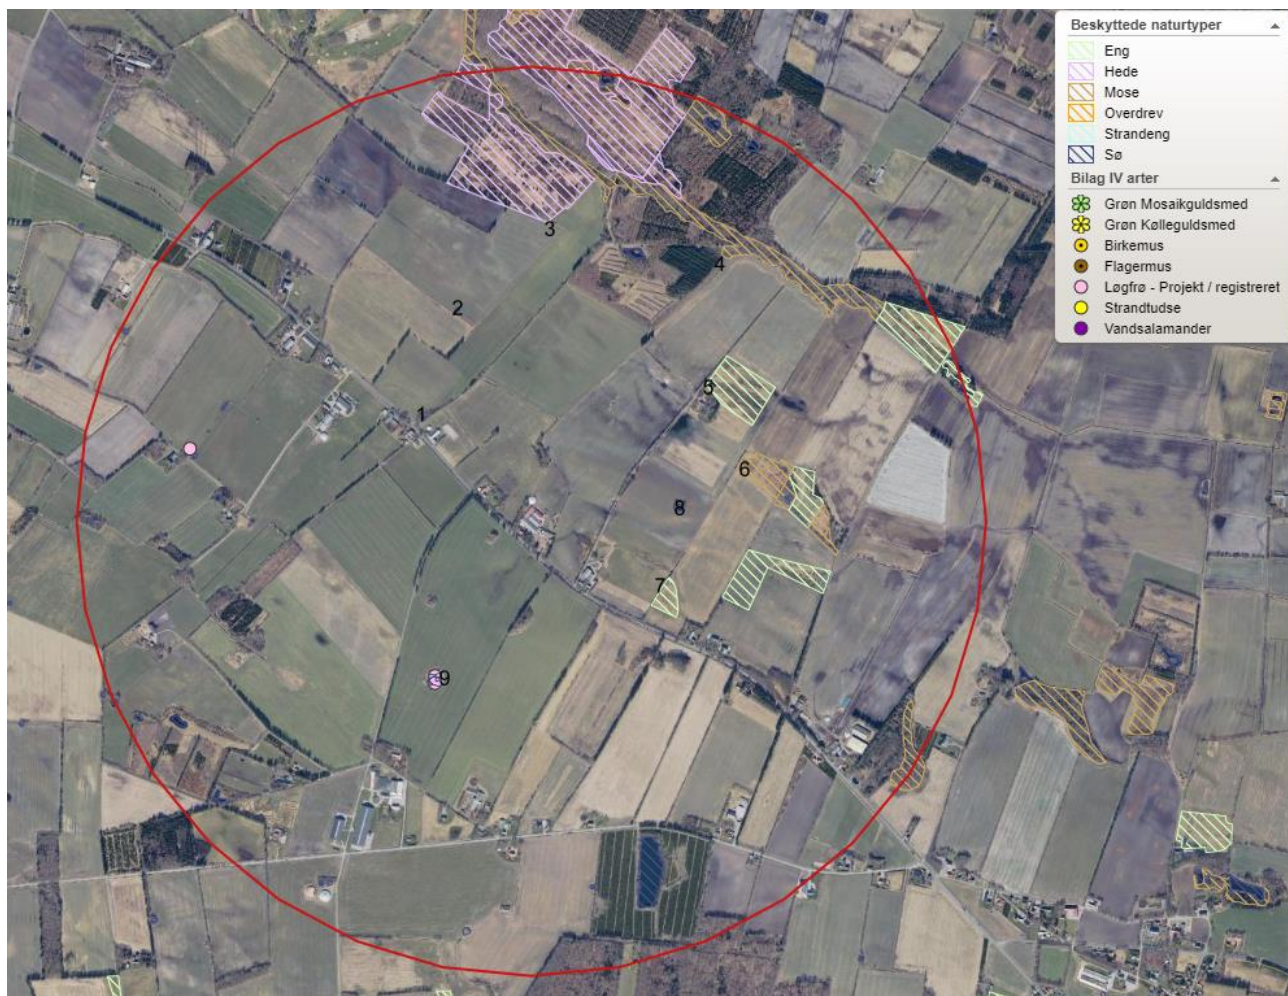 Beskyttede naturtyper
Eng
Hede
Mose
Overdrev
Strandeng
Sø
Bilag IV arter
Grøn Mosaikguldsmed
Grøn Kølleguldsmed
Birkemus
Flagermus
Løgfrø - Projekt / registreret
Strandtudse
Vandsalamander
3
4
2
5
1
6
8
7
9